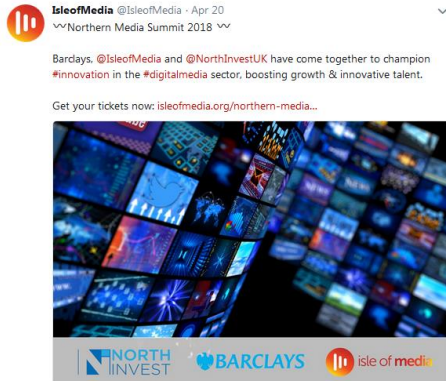 IsleofMedia @IsleofMedia · Apr 20
Northern Media Summit 2018
Barclays, @IsleofMedia and @NorthInvestUK have come together to champion
#innovation in the #digitalmedia sector, boosting growth & innovative talent.
Get your tickets now: isleofmedia.org/northern-media...
NEWS
NORTH
INVEST
BARCLAYS
isle of media